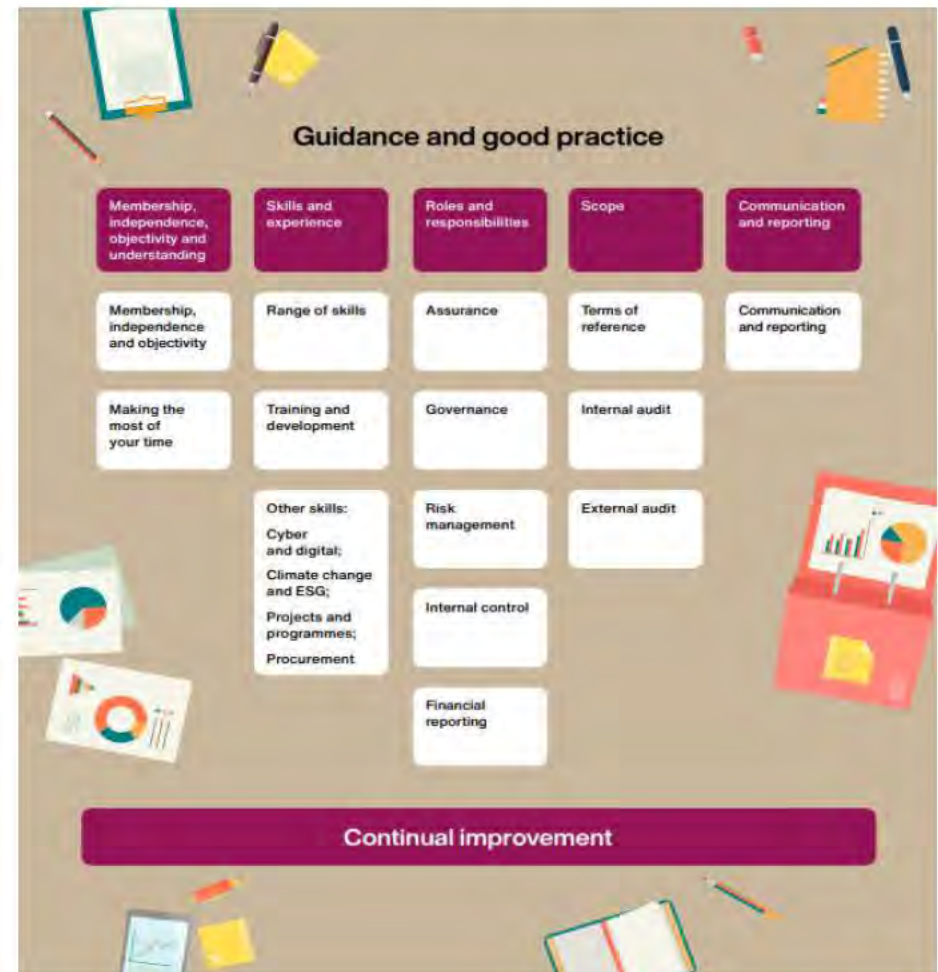 Guidance and good practice
Membership,
independence,
objectivity and
understanding
Skills and
experience
Roles and
responsibilities
Scope
Communication
and reporting
Membership,
independence
and objectivity
Range of skills
Assurance
Terms of
reference
Communication
and reporting
Making the
most of
your time
Training and
development
Governance
Internal audit
Other skills:
Cyber
and digital;
Climate change
and ESG;
Projects and
programmes;
Procurement
Risk
management
External audit
Internal control
Financial
reporting
Continual improvement